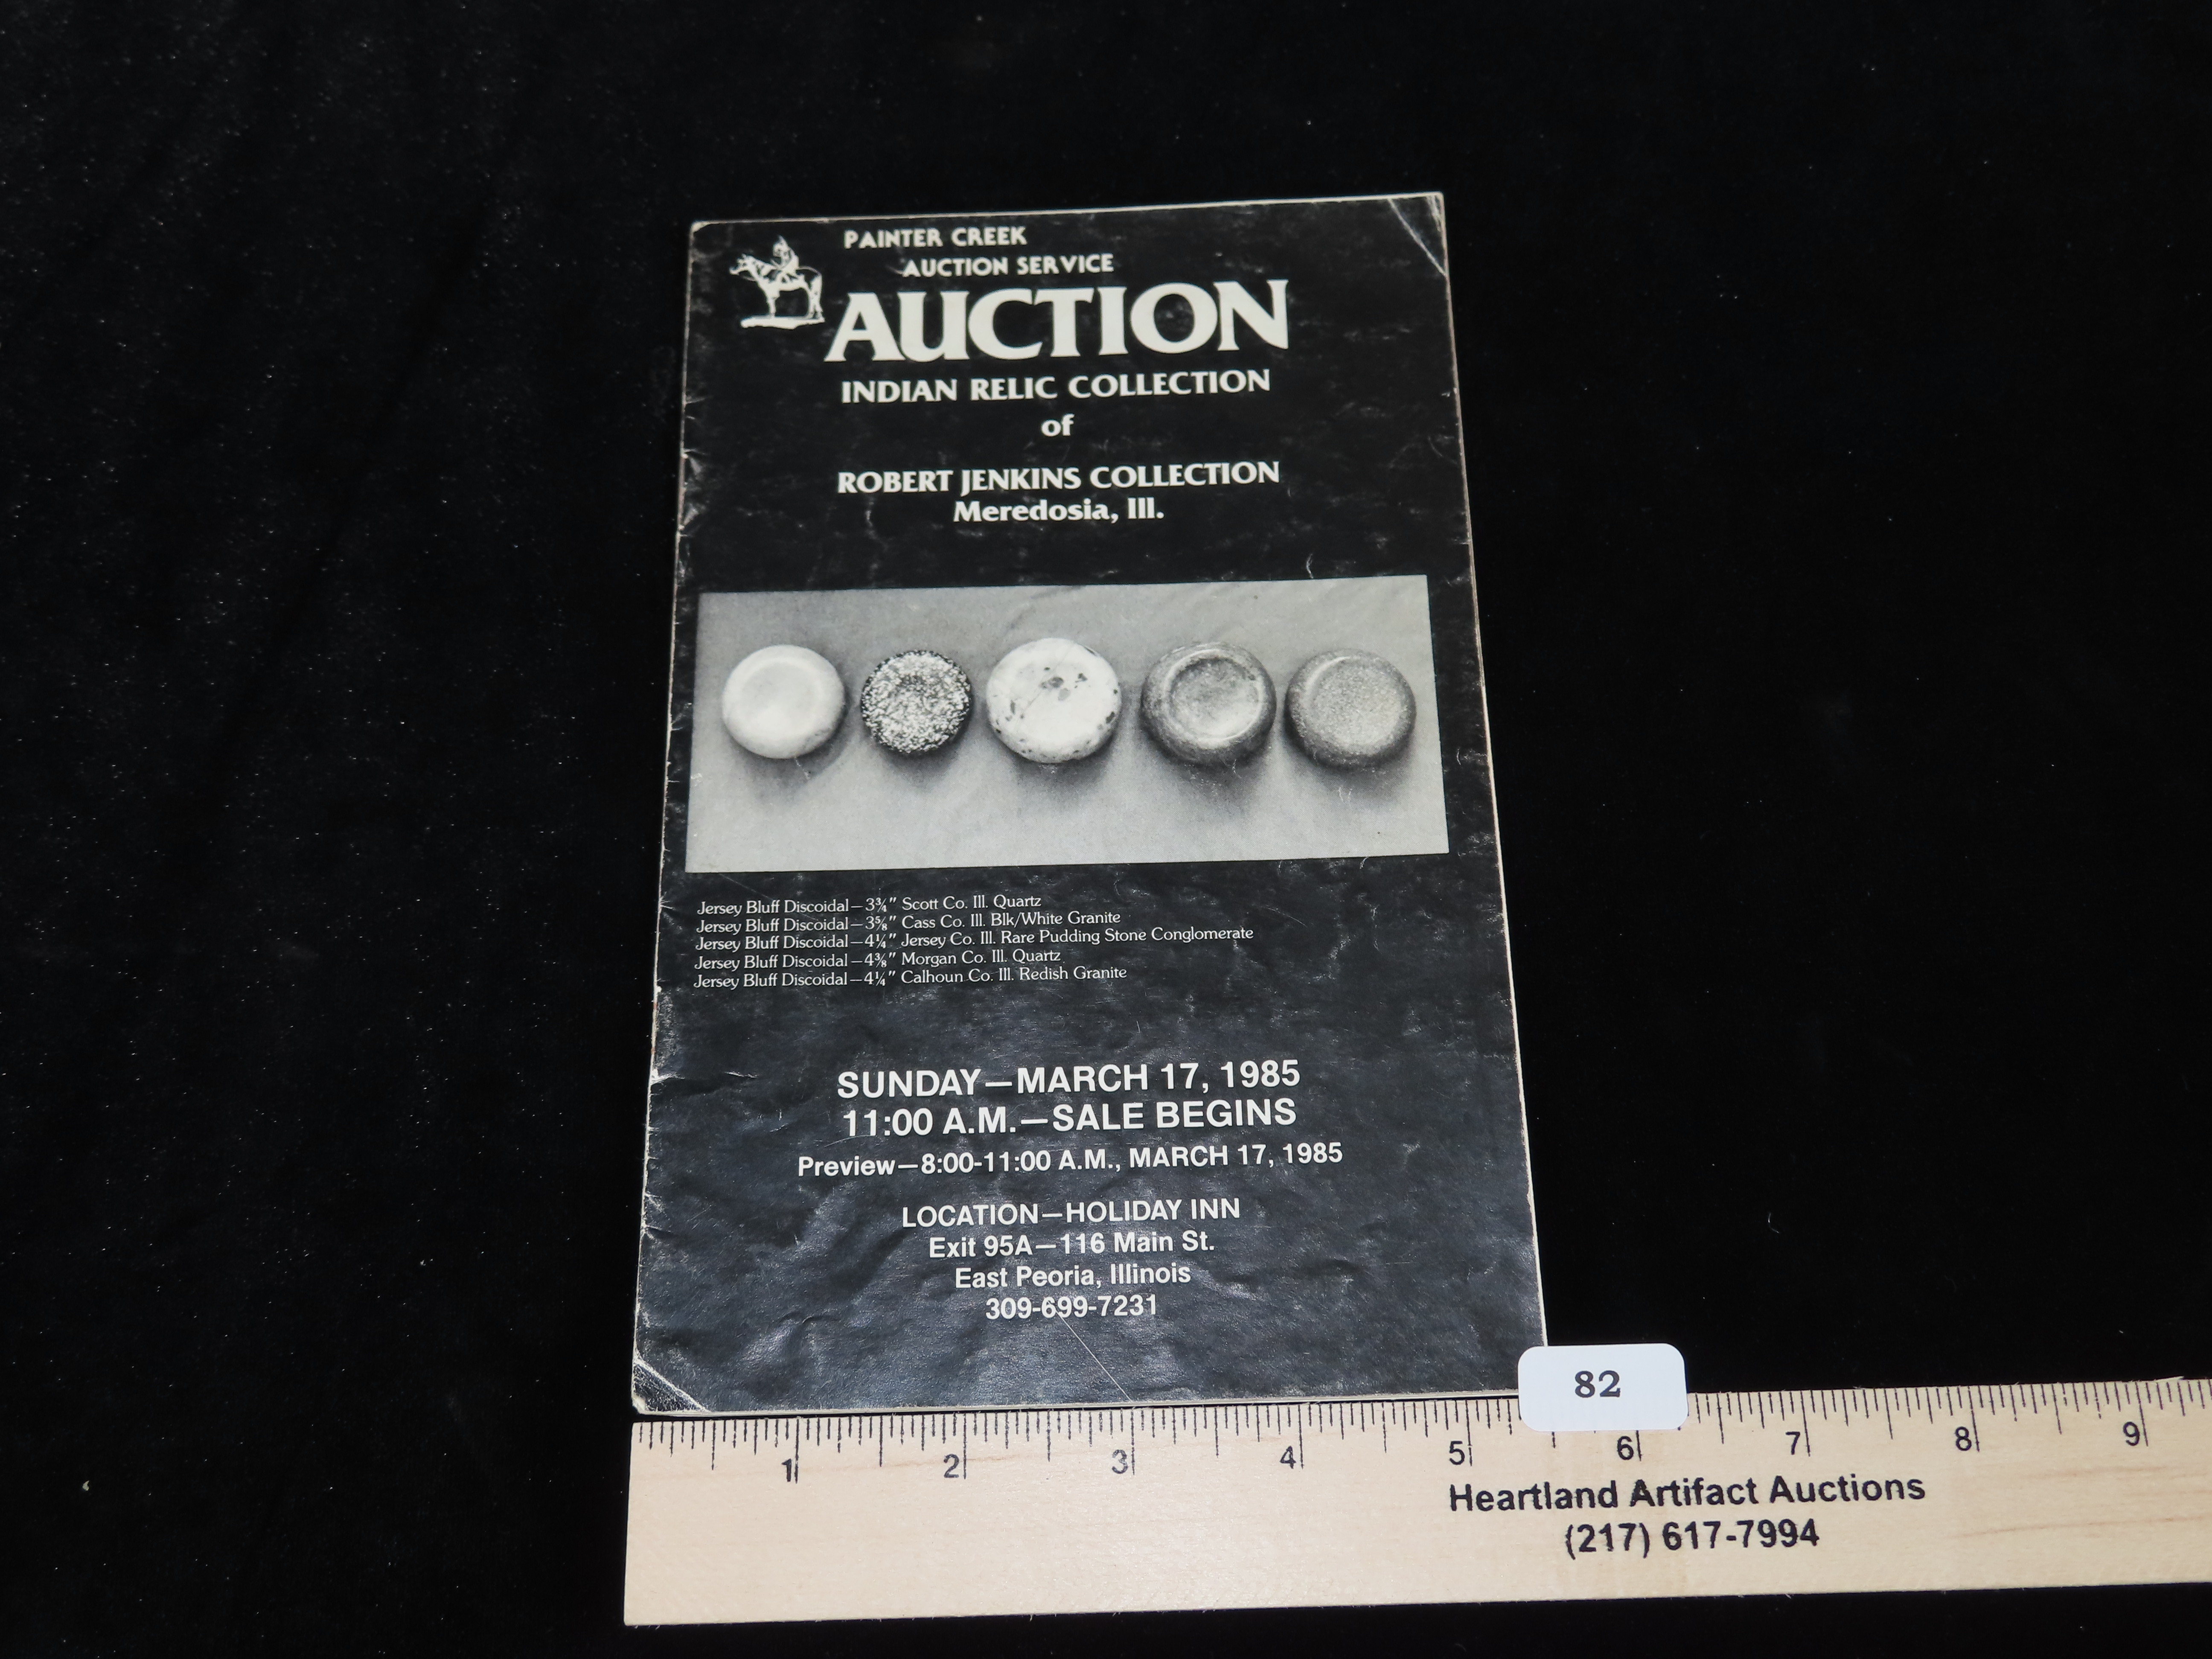 PAINTER CREEK
AUCTION SERVICE
AUCTION
INDIAN RELIC COLLECTION
of
ROBERT JENKINS COLLECTION
Meredosia, Ill.
Jersey Bluff Discoidal—3¾" Scott Co. Ill. Quartz
Jersey Bluff Discoidal—3⅝" Cass Co. Ill. Blk/White Granite
Jersey Bluff Discoidal—4¼" Jersey Co. Ill. Rare Pudding Stone Conglomerate
Jersey Bluff Discoidal—4⅜" Morgan Co. Ill. Quartz
Jersey Bluff Discoidal—4¼" Calhoun Co. Ill. Redish Granite
SUNDAY—MARCH 17, 1985
11:00 A.M.—SALE BEGINS
Preview—8:00-11:00 A.M., MARCH 17, 1985
LOCATION—HOLIDAY INN
Exit 95A—116 Main St.
East Peoria, Illinois
309-699-7231
82
1 2 3 4 5 6 7 8 9
Heartland Artifact Auctions
(217) 617-7994